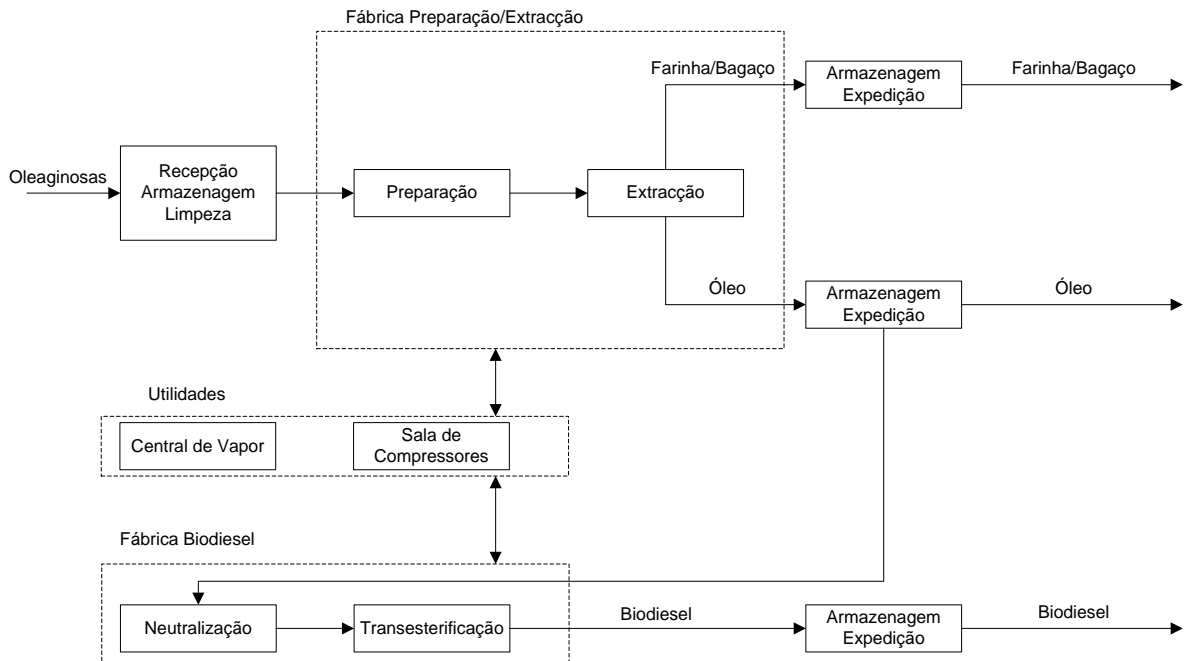 Fábrica Preparação/Extracção
Farinha/Bagaço
Armazenagem
Expedição
Farinha/Bagaço
Oleaginosas
Recepção
Armazenagem
Limpeza
Preparação
Extracção
Óleo
Armazenagem
Expedição
Óleo
Utilidades
Central de Vapor
Sala de
Compressores
Fábrica Biodiesel
Neutralização
Transesterificação
Biodiesel
Armazenagem
Expedição
Biodiesel